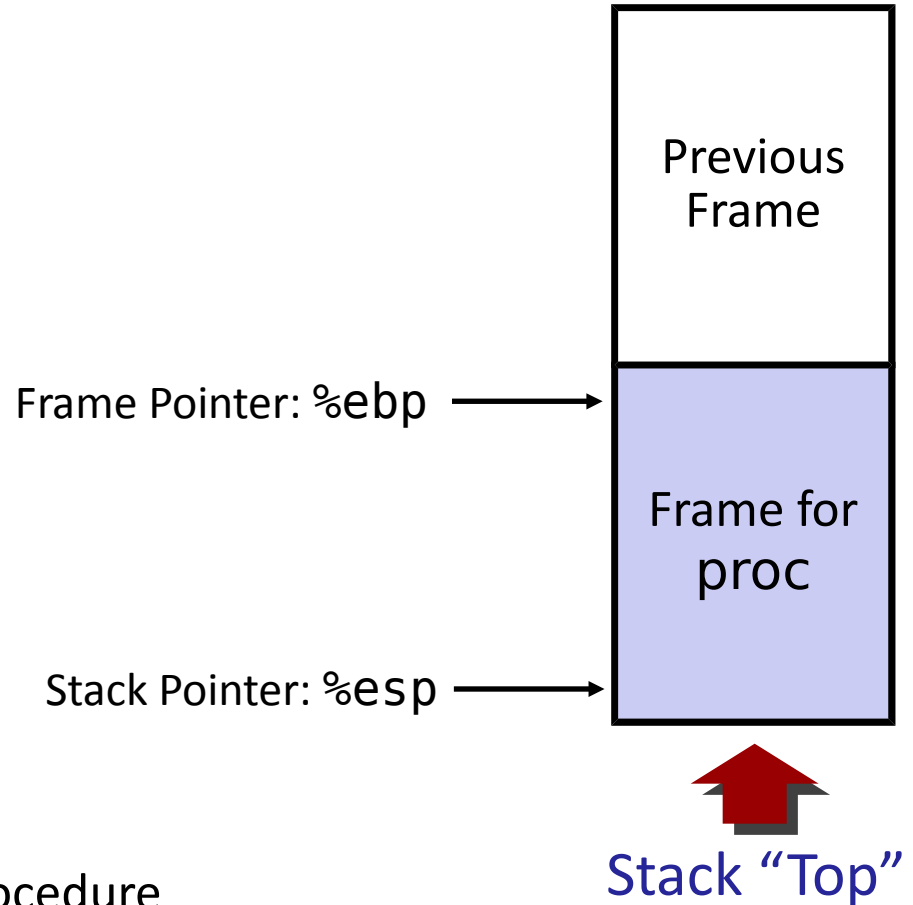 Previous
Frame
Frame Pointer: %ebp
Frame for
proc
Stack Pointer: %esp
Stack “Top”